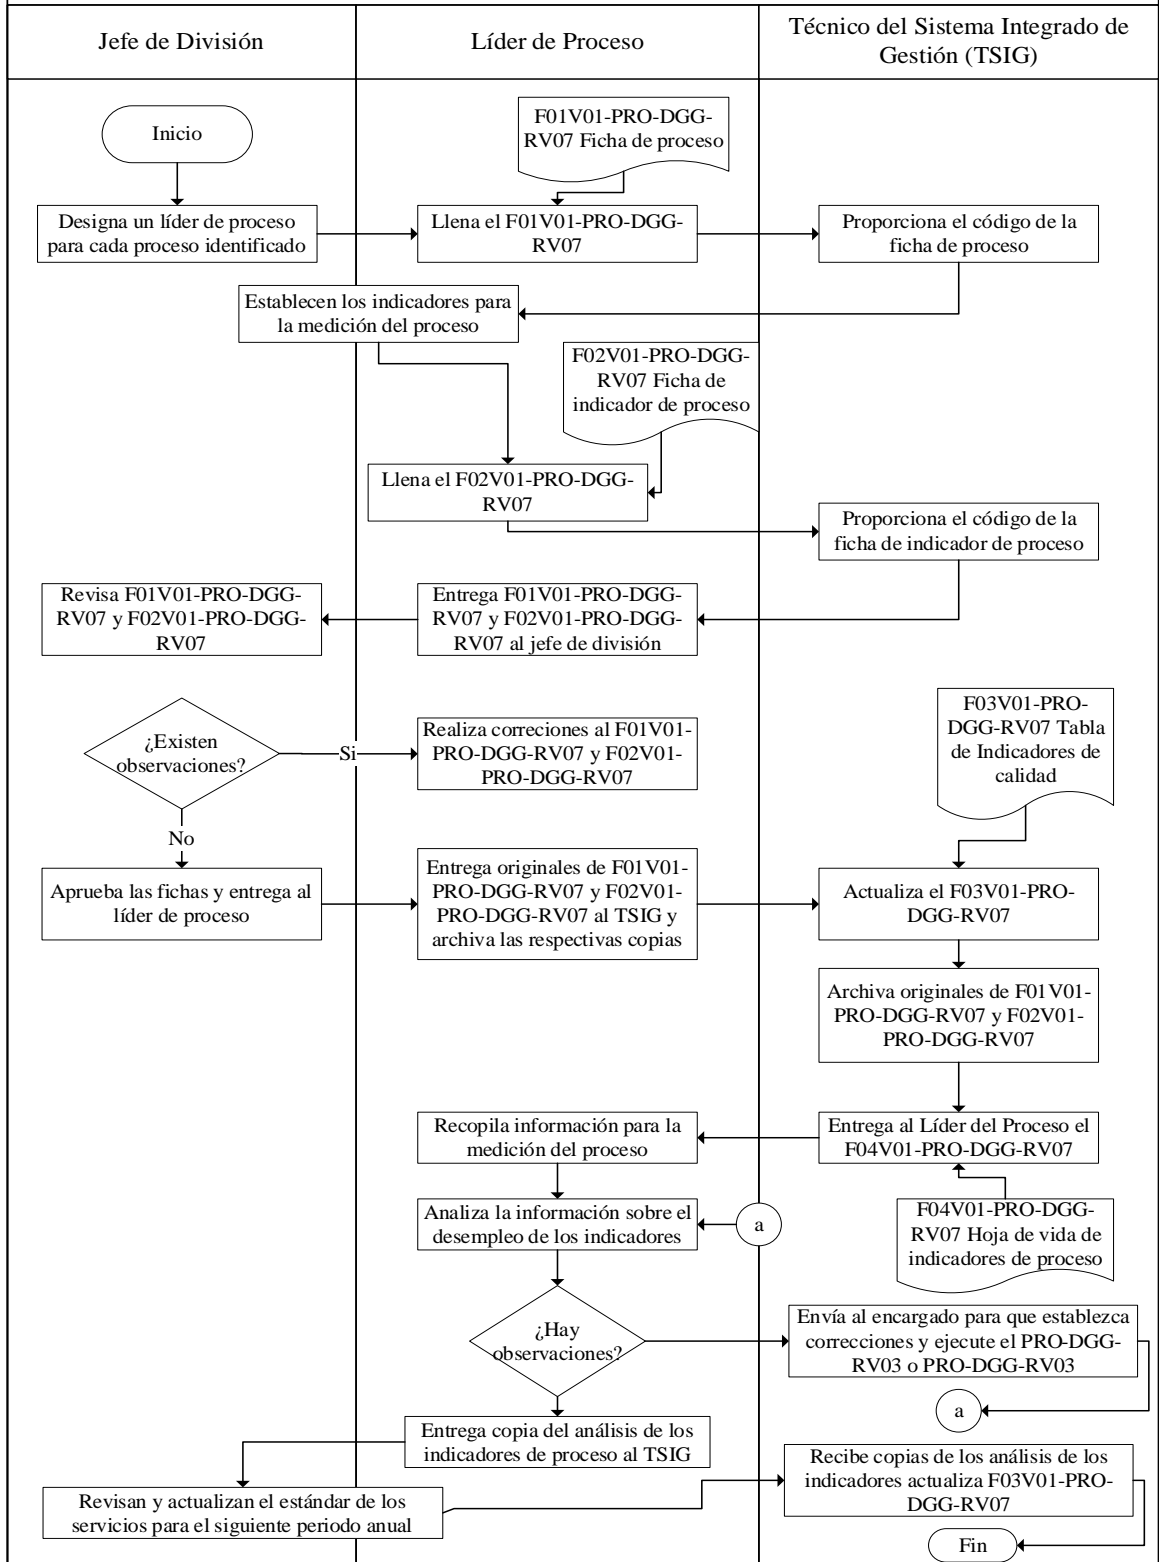 Jefe de División
Líder de Proceso
Técnico del Sistema Integrado de
Gestión (TSIG)
Inicio
F01V01-PRO-DGG-
RV07 Ficha de proceso
Designa un líder de proceso
para cada proceso identificado
Llena el F01V01-PRO-DGG-
RV07
Proporciona el código de la
ficha de proceso
Establecen los indicadores para
la medición del proceso
F02V01-PRO-DGG-
RV07 Ficha de
indicador de proceso
Llena el F02V01-PRO-DGG-
RV07
Proporciona el código de la
ficha de indicador de proceso
Revisa F01V01-PRO-DGG-
RV07 y F02V01-PRO-DGG-
RV07
Entrega F01V01-PRO-DGG-
RV07 y F02V01-PRO-DGG-
RV07 al jefe de división
¿Existen
observaciones?
Si
Realiza correciones al F01V01-
PRO-DGG-RV07 y F02V01-
PRO-DGG-RV07
F03V01-PRO-
DGG-RV07 Tabla
de Indicadores de
calidad
No
Aprueba las fichas y entrega al
líder de proceso
Entrega originales de F01V01-
PRO-DGG-RV07 y F02V01-
PRO-DGG-RV07 al TSIG y
archiva las respectivas copias
Actualiza el F03V01-PRO-
DGG-RV07
Archiva originales de F01V01-
PRO-DGG-RV07 y F02V01-
PRO-DGG-RV07
Recopila información para la
medición del proceso
Entrega al Líder del Proceso el
F04V01-PRO-DGG-RV07
Analiza la información sobre el
desempleo de los indicadores
a
F04V01-PRO-DGG-
RV07 Hoja de vida de
indicadores de proceso
¿Hay
observaciones?
Envía al encargado para que establezca
correcciones y ejecute el PRO-DGG-
RV03 o PRO-DGG-RV03
a
Entrega copia del análisis de los
indicadores de proceso al TSIG
Revisan y actualizan el estándar de los
servicios para el siguiente periodo anual
Recibe copias de los análisis de los
indicadores actualiza F03V01-PRO-
DGG-RV07
Fin